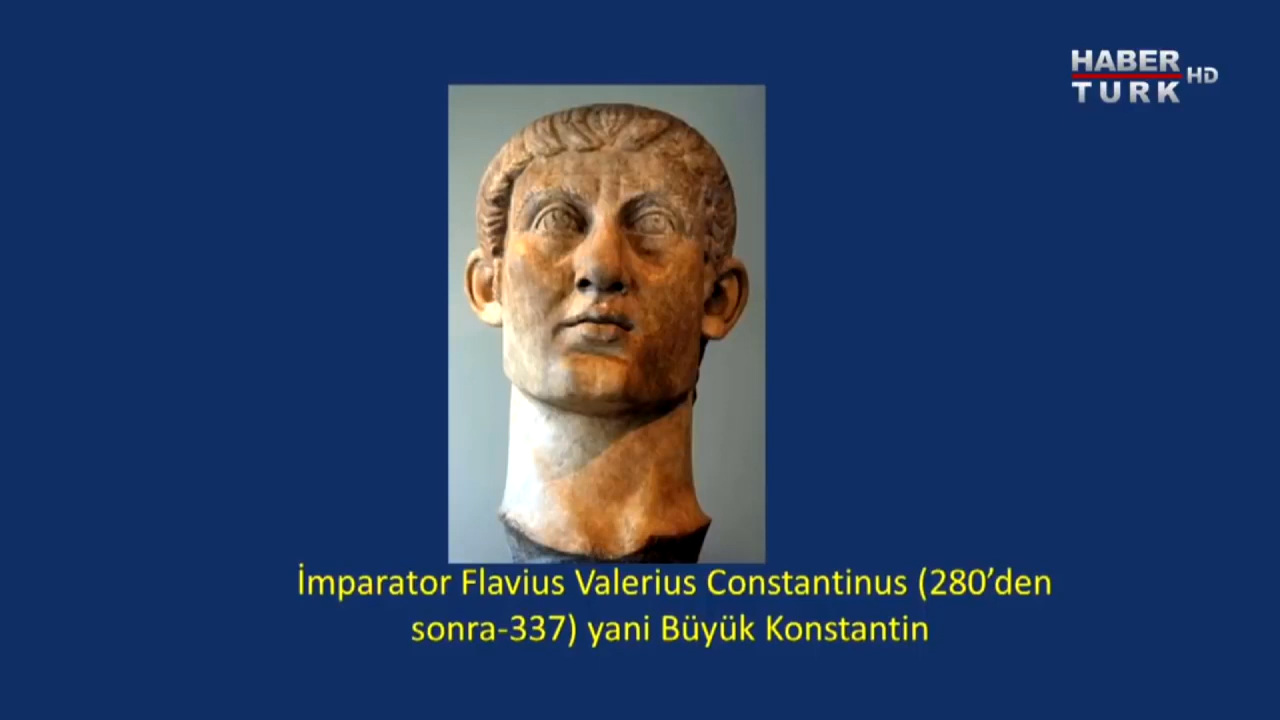 HABER
TURK HD
İmparator Flavius Valerius Constantinus (280’den
sonra-337) yani Büyük Konstantin